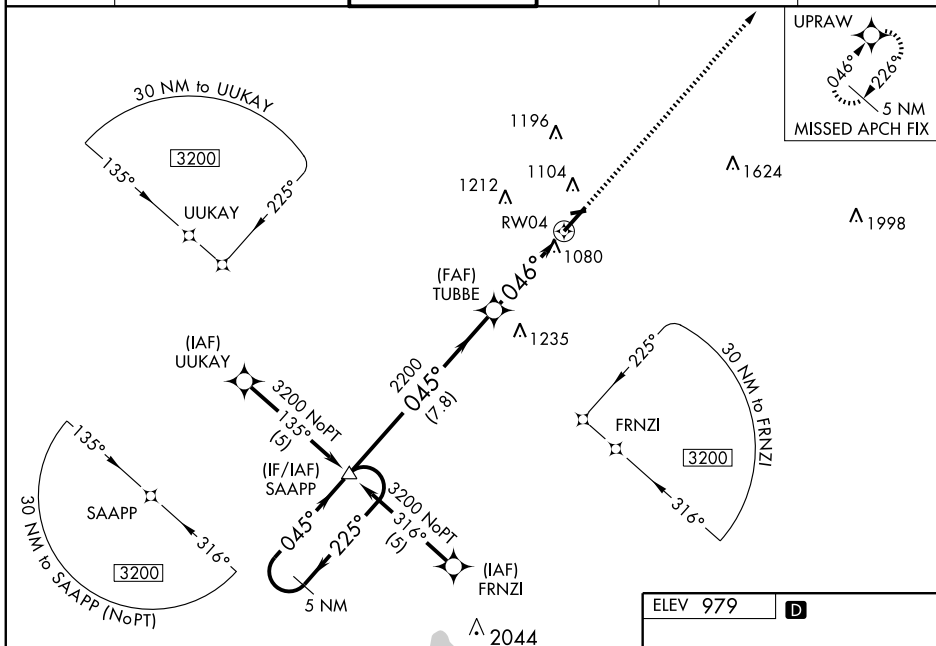 UPRAW
046°
226°
5 NM
MISSED APCH FIX
30 NM to UUKAY
3200
135°
225°
UUKAY
1196
1104
1212
1624
1998
RW04
1080
046°
(FAF)
TUBBE
1235
2200
045°
(7.8)
(IAF)
UUKAY
3200 NoPT
135°
(5)
225°
30 NM to FRNZI
FRNZI
3200
316°
135°
SAAPP
316°
3200
30 NM to SAAPP (NoPT)
(IF/IAF)
SAAPP
3200 NoPT
316°
(5)
045°
225°
5 NM
(IAF)
FRNZI
2044
ELEV 979
D